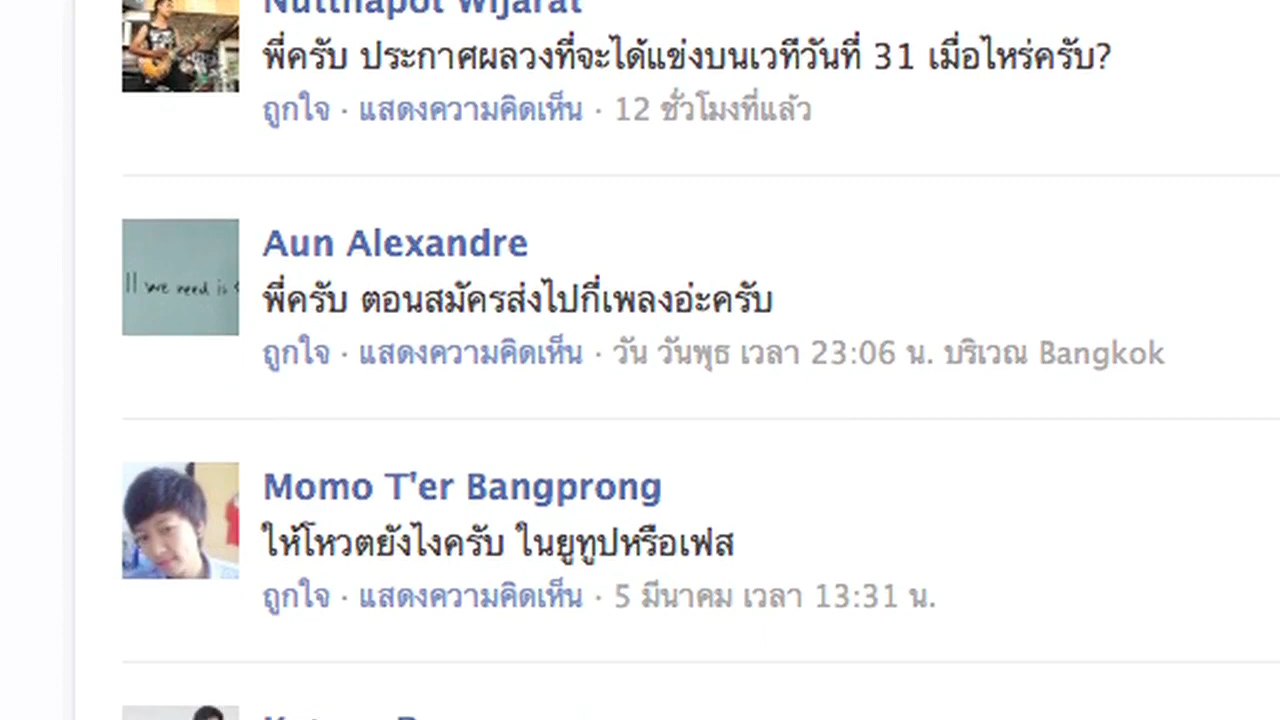 Nutthapol Wijarat
พี่ครับ ประกาศผลวงที่จะได้แข่งบนเวทีวันที่ 31 เมื่อไหร่ครับ?
ถูกใจ · แสดงความคิดเห็น · 12 ชั่วโมงที่แล้ว
ll we need is
Aun Alexandre
พี่ครับ ตอนสมัครส่งไปกี่เพลงอ่ะครับ
ถูกใจ · แสดงความคิดเห็น · วัน วันพุธ เวลา 23:06 น. บริเวณ Bangkok
Momo T'er Bangprong
ให้โหวตยังไงครับ ในยูทูปหรือเฟส
ถูกใจ · แสดงความคิดเห็น · 5 มีนาคม เวลา 13:31 น.